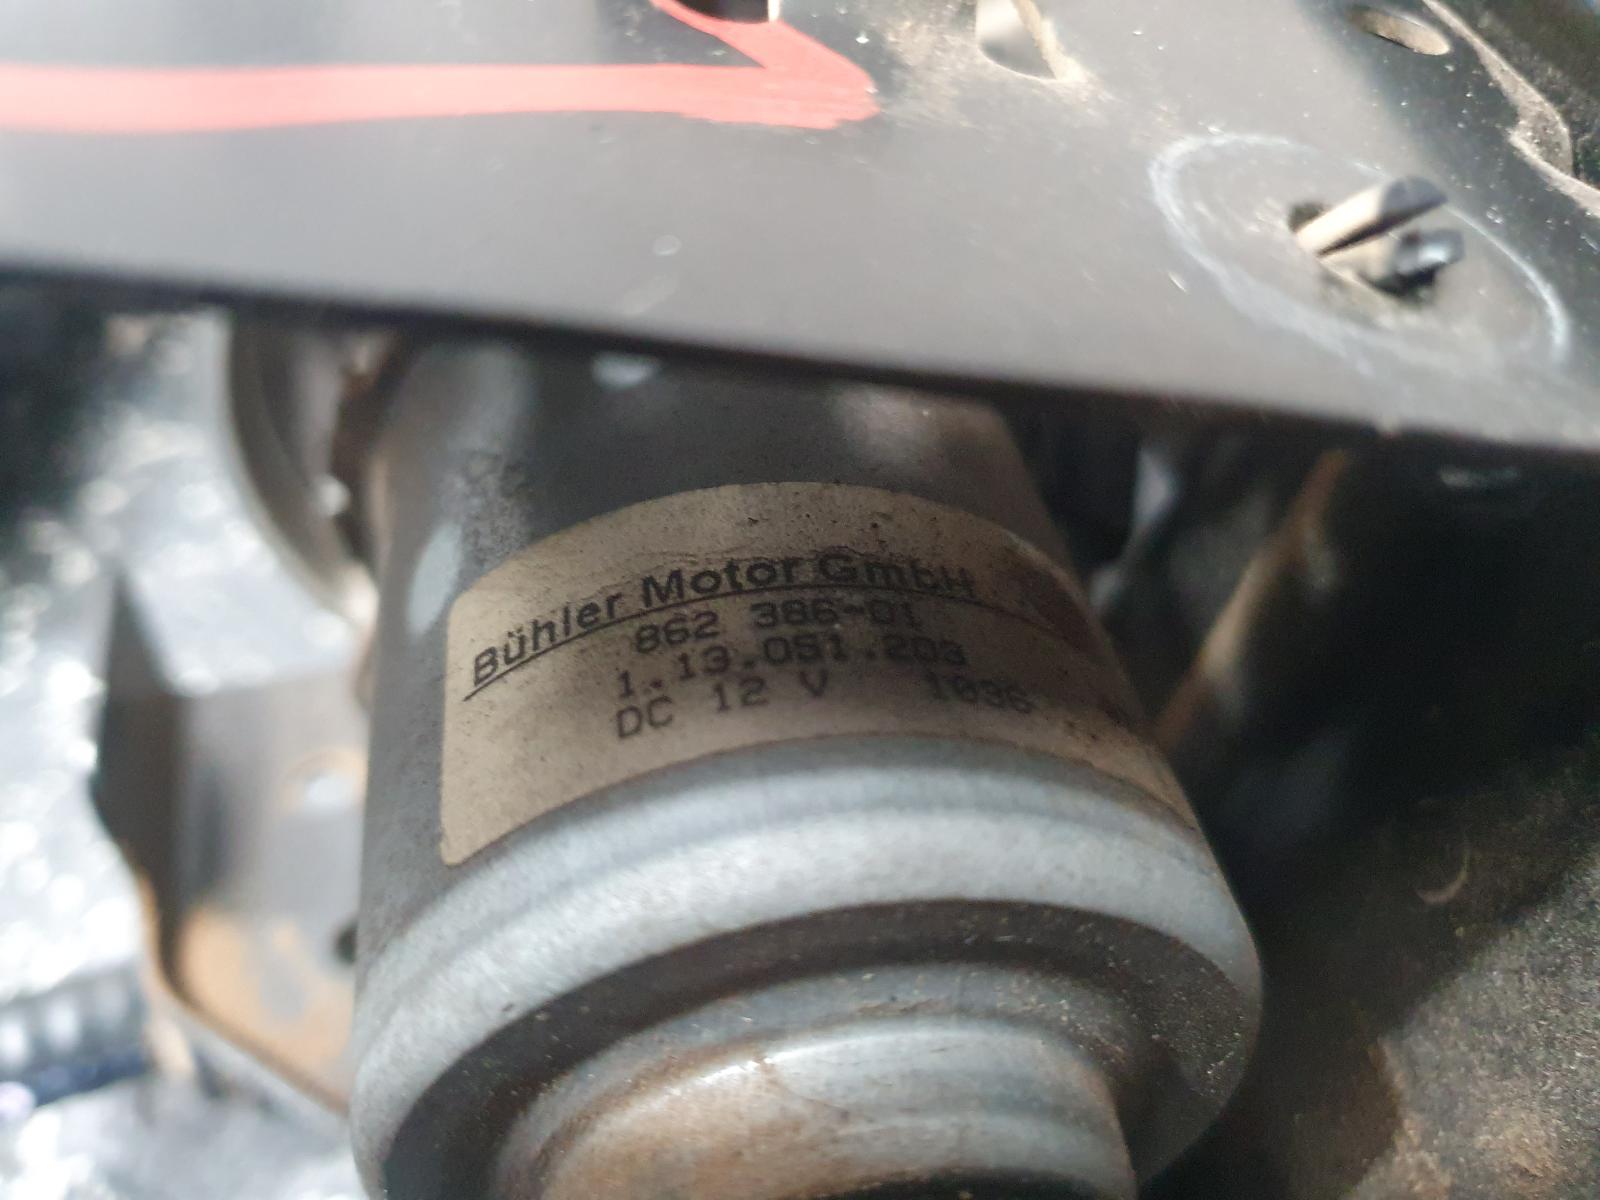 Bühler Motor GmbH
862 386-01
1.13.051.203
DC 12 V 1036